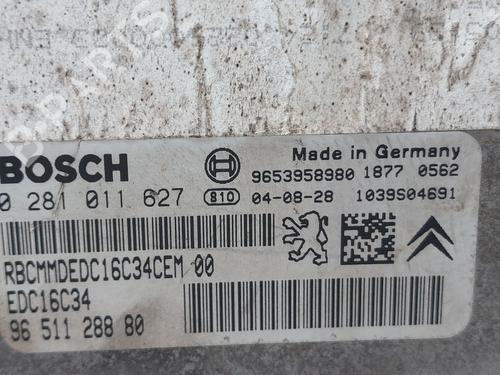 BOSCH
Made in Germany
9653958980 1877 0562
0 281 011 627 810 04-08-28 1039S04691
RBCMMDEDC16C34CEM 00
EDC16C34
96 511 288 80